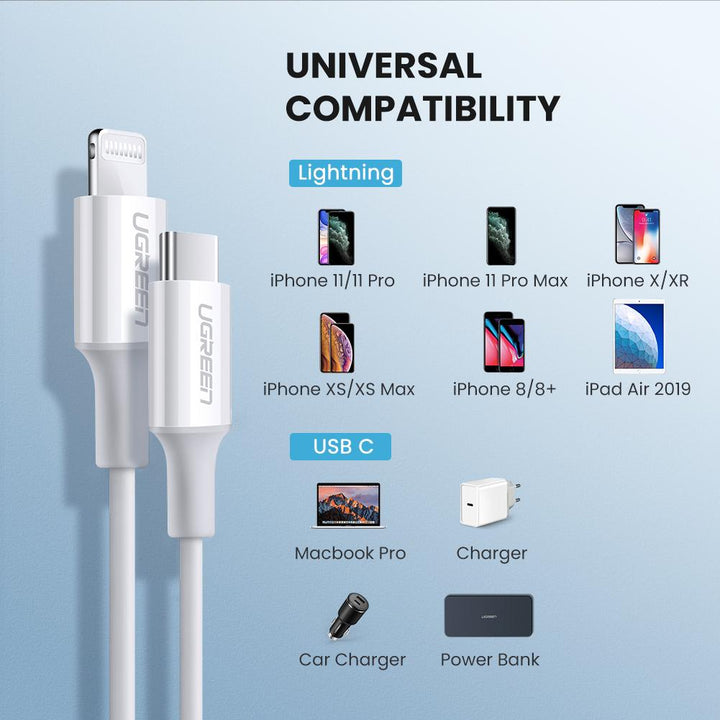 UNIVERSAL
COMPATIBILITY
Lightning
iPhone 11/11 Pro
iPhone 11 Pro Max
iPhone X/XR
iPhone XS/XS Max
iPhone 8/8+
iPad Air 2019
USB C
Macbook Pro
Charger
Car Charger
Power Bank
UGREEN
UGREEN
UGREEN